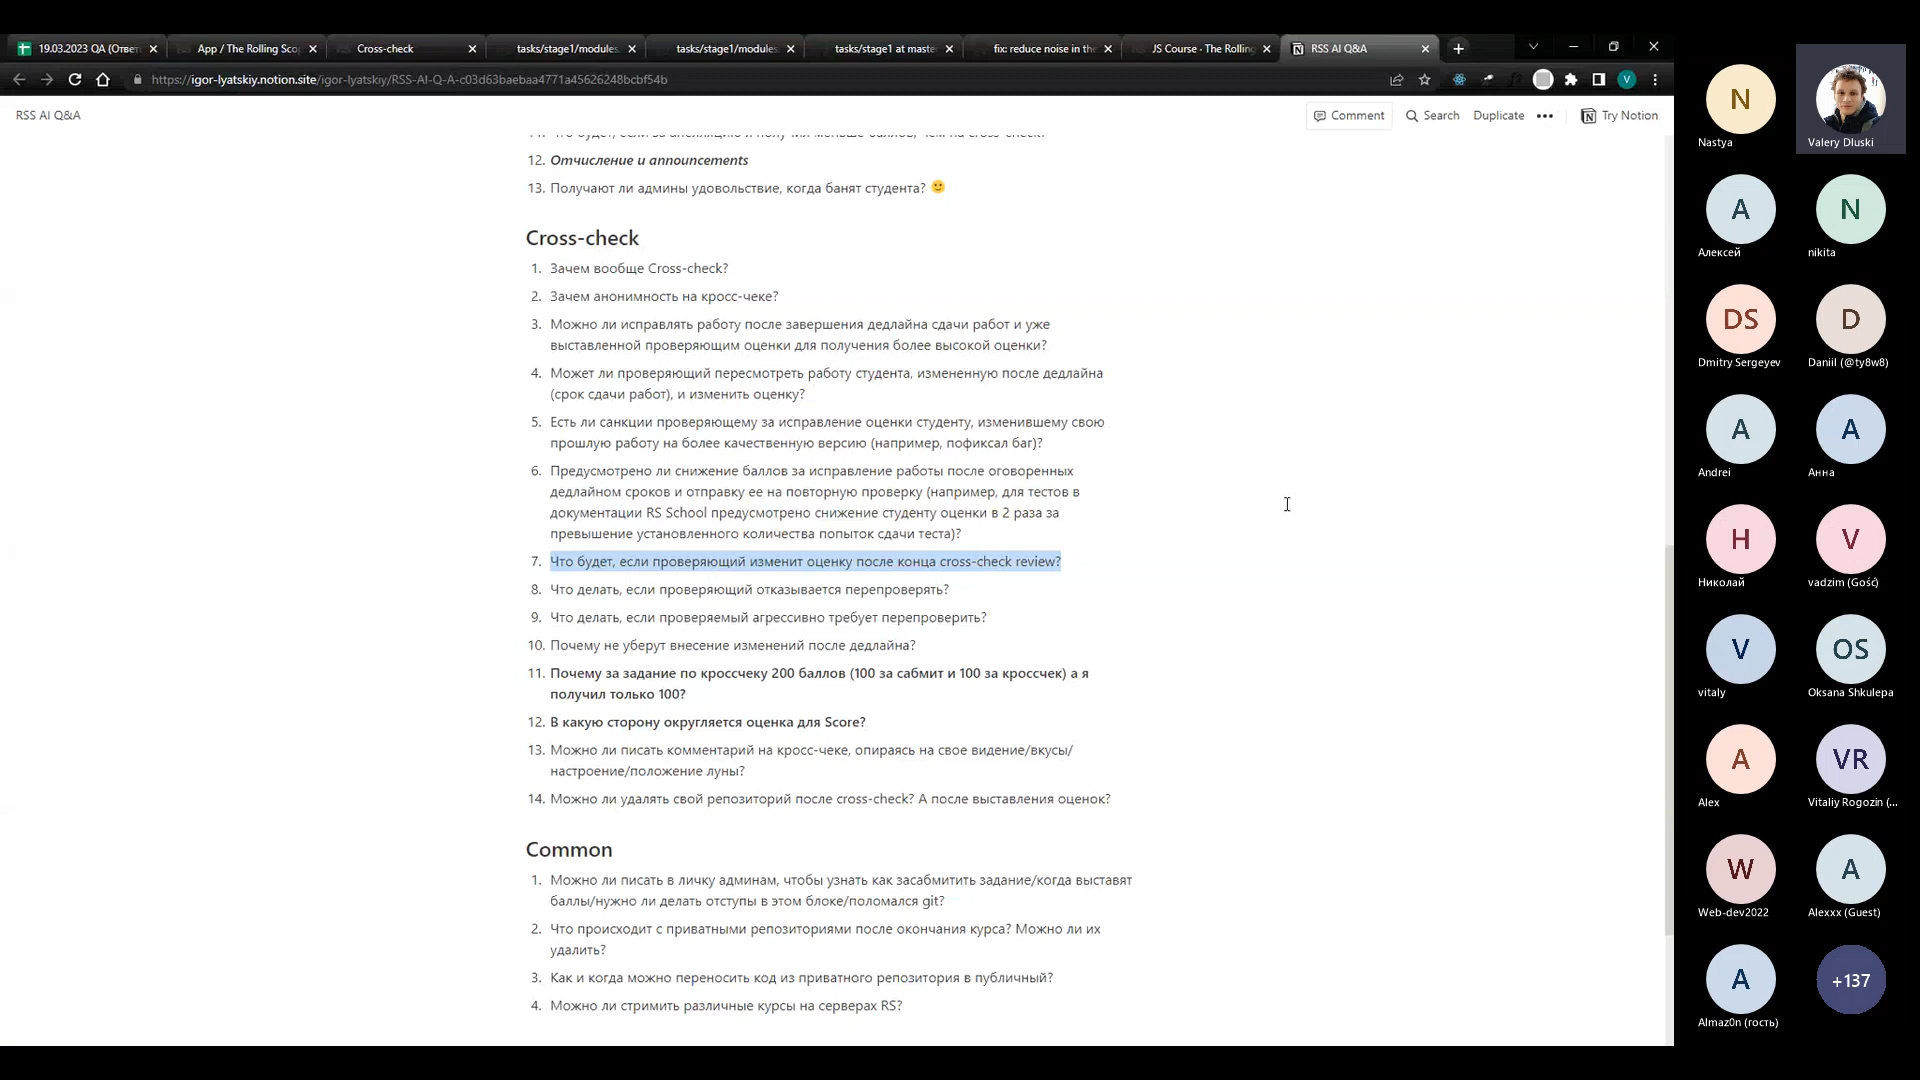 19.03.2023 QA (Ответ
App / The Rolling Sco
Cross-check
tasks/stage1/modules
tasks/stage1/modules
tasks/stage1 at maste
fix: reduce noise in th
JS Course · The Rolling
RSS AI Q&A
https://igor-lyatskiy.notion.site/igor-lyatskiy/RSS-AI-Q-A-c03d63baebaa4771a45626248bcbf54b
V
RSS AI Q&A
Comment
Search
Duplicate
Try Notion
12. Отчисление и announcements
13. Получают ли админы удовольствие, когда банят студента? 🙂
Cross-check
1. Зачем вообще Cross-check?
2. Зачем анонимность на кросс-чеке?
3. Можно ли исправлять работу после завершения дедлайна сдачи работ и уже
выставленной проверяющим оценки для получения более высокой оценки?
4. Может ли проверяющий пересмотреть работу студента, измененную после дедлайна
(срок сдачи работ), и изменить оценку?
5. Есть ли санкции проверяющему за исправление оценки студенту, изменившему свою
прошлую работу на более качественную версию (например, пофиксал баг)?
6. Предусмотрено ли снижение баллов за исправление работы после оговоренных
дедлайном сроков и отправку ее на повторную проверку (например, для тестов в
документации RS School предусмотрено снижение студенту оценки в 2 раза за
превышение установленного количества попыток сдачи теста)?
7. Что будет, если проверяющий изменит оценку после конца cross-check review?
8. Что делать, если проверяющий отказывается перепроверять?
9. Что делать, если проверяемый агрессивно требует перепроверить?
10. Почему не уберут внесение изменений после дедлайна?
11. Почему за задание по кроссчеку 200 баллов (100 за сабмит и 100 за кроссчек) а я
получил только 100?
12. В какую сторону округляется оценка для Score?
13. Можно ли писать комментарий на кросс-чеке, опираясь на свое видение/вкусы/
настроение/положение луны?
14. Можно ли удалять свой репозиторий после cross-check? А после выставления оценок?
Common
1. Можно ли писать в личку админам, чтобы узнать как засабмитить задание/когда выставят
баллы/нужно ли делать отступы в этом блоке/поломался git?
2. Что происходит с приватными репозиториями после окончания курса? Можно ли их
удалить?
3. Как и когда можно переносить код из приватного репозитория в публичный?
4. Можно ли стримить различные курсы на серверах RS?
N
Nastya
Valery Dluski
A
Алексей
N
nikita
DS
Dmitry Sergeyev
D
Daniil (@ty8w8)
A
Andrei
A
Анна
Н
Николай
V
vadzim (Gość)
V
vitaly
OS
Oksana Shkulepa
A
Alex
VR
Vitaliy Rogozin (...
W
Web-dev2022
A
Alexxx (Guest)
A
Almaz0n (гость)
+137